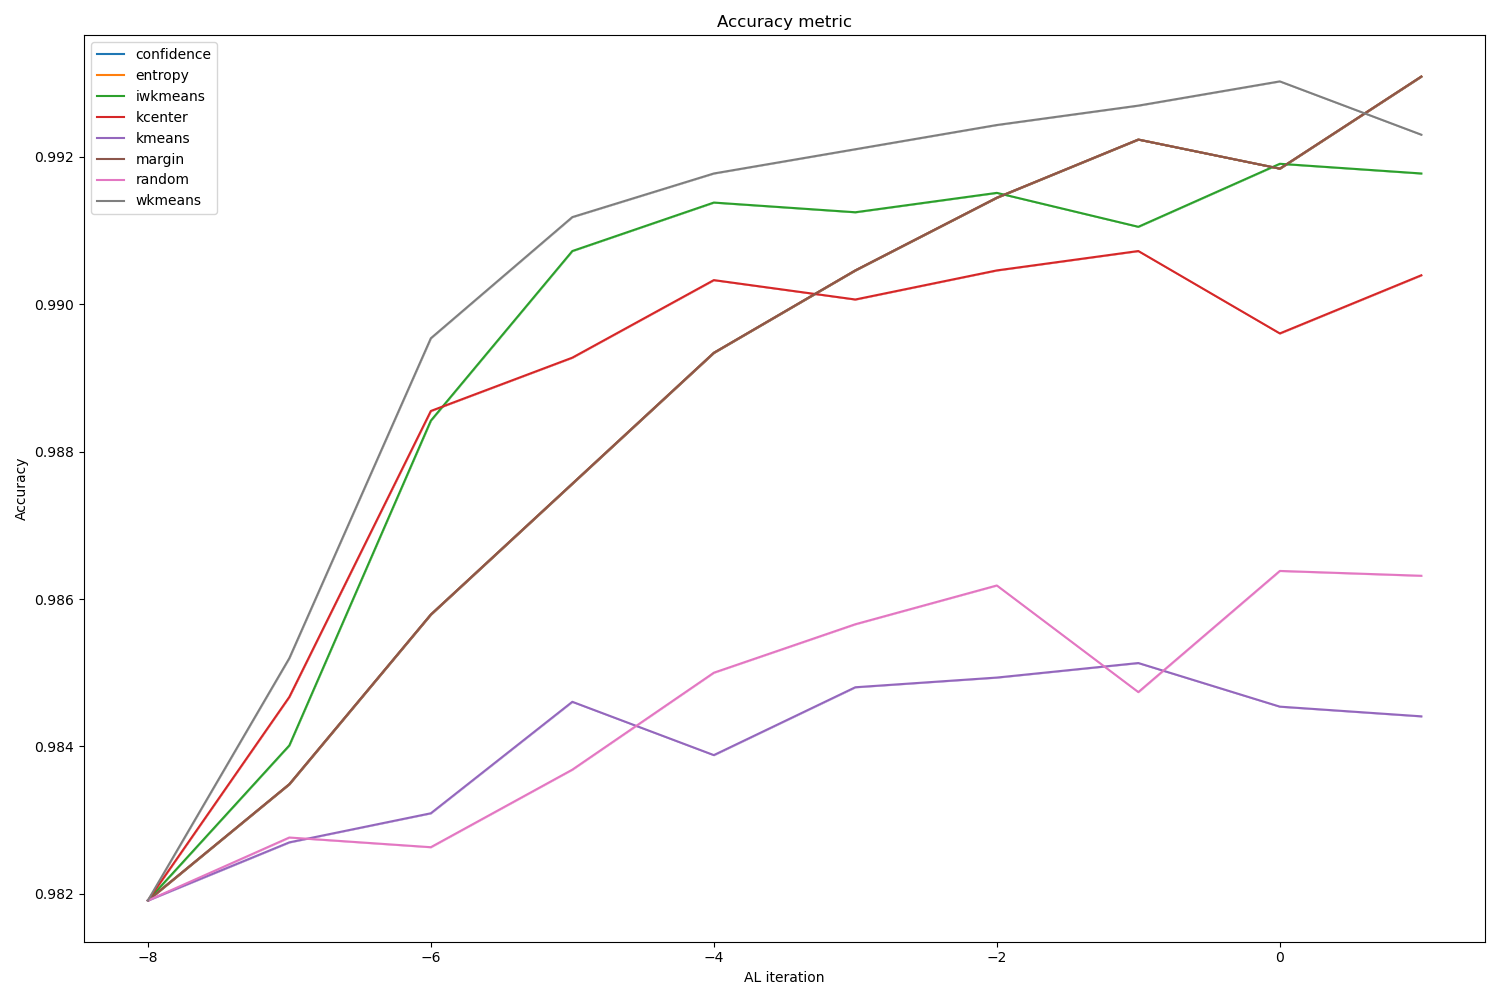 Accuracy metric
confidence
entropy
iwkmeans
kcenter
kmeans
margin
random
wkmeans
0.992
0.990
0.988
0.986
0.984
0.982
Accuracy
−8 −6 −4 −2 0
AL iteration